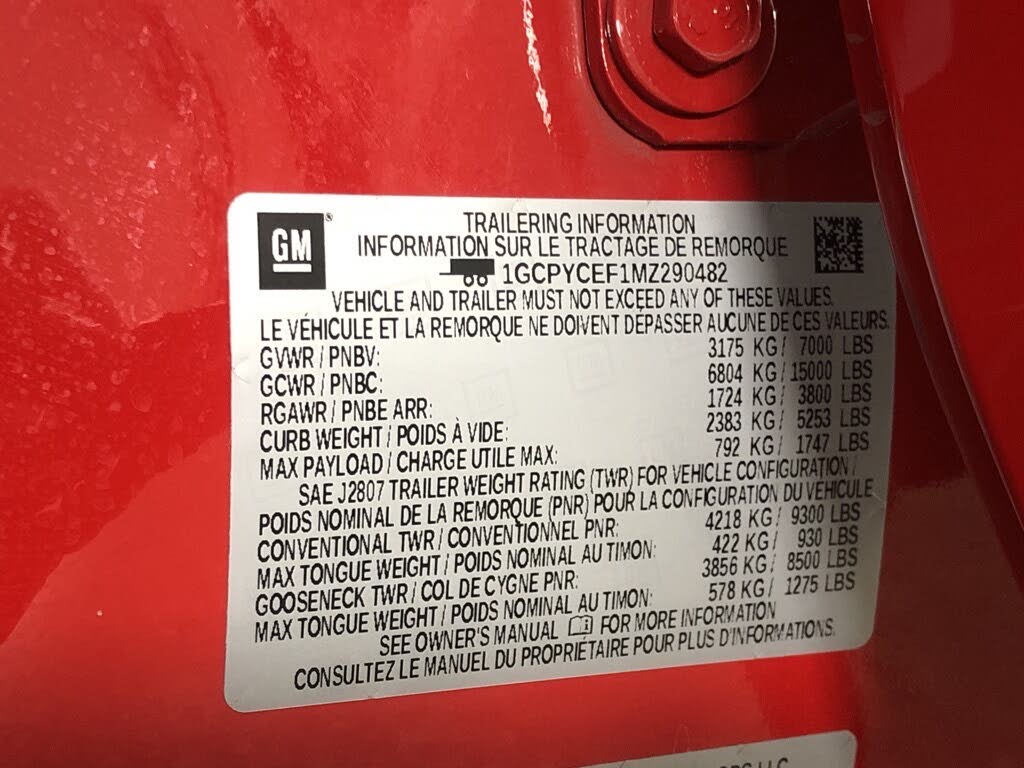 GM
TRAILERING INFORMATION
INFORMATION SUR LE TRACTAGE DE REMORQUE
1GCPYCEF1MZ290482
VEHICLE AND TRAILER MUST NOT EXCEED ANY OF THESE VALUES.
LE VÉHICULE ET LA REMORQUE NE DOIVENT DÉPASSER AUCUNE DE CES VALEURS.
GVWR / PNBV: 3175 KG / 7000 LBS
GCWR / PNBC: 6804 KG / 15000 LBS
RGAWR / PNBE ARR: 1724 KG / 3800 LBS
CURB WEIGHT / POIDS À VIDE: 2383 KG / 5253 LBS
MAX PAYLOAD / CHARGE UTILE MAX: 792 KG / 1747 LBS
SAE J2807 TRAILER WEIGHT RATING (TWR) FOR VEHICLE CONFIGURATION /
POIDS NOMINAL DE LA REMORQUE (PNR) POUR LA CONFIGURATION DU VÉHICULE
CONVENTIONAL TWR / CONVENTIONNEL PNR: 4218 KG / 9300 LBS
MAX TONGUE WEIGHT / POIDS NOMINAL AU TIMON: 422 KG / 930 LBS
GOOSENECK TWR / COL DE CYGNE PNR: 3856 KG / 8500 LBS
MAX TONGUE WEIGHT / POIDS NOMINAL AU TIMON: 578 KG / 1275 LBS
SEE OWNER'S MANUAL FOR MORE INFORMATION
CONSULTEZ LE MANUEL DU PROPRIÉTAIRE POUR PLUS D'INFORMATIONS.